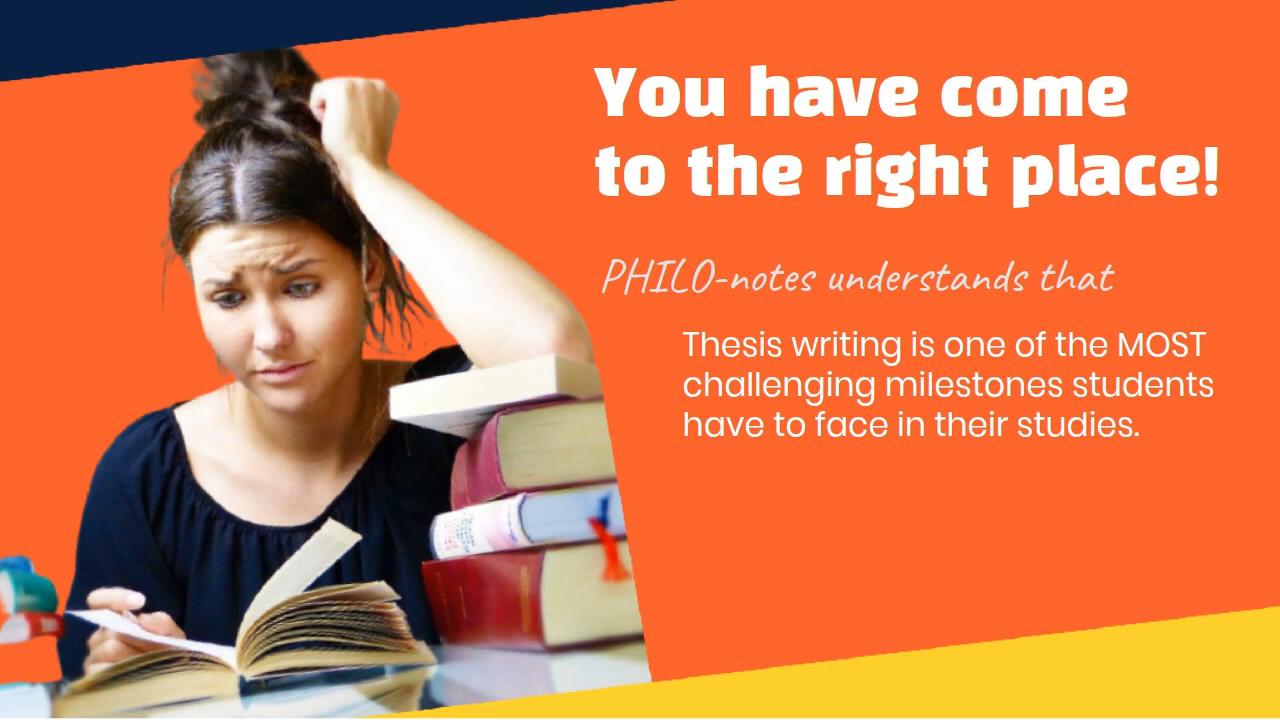 You have come
to the right place!
PHILO-notes understands that
Thesis writing is one of the MOST
challenging milestones students
have to face in their studies.